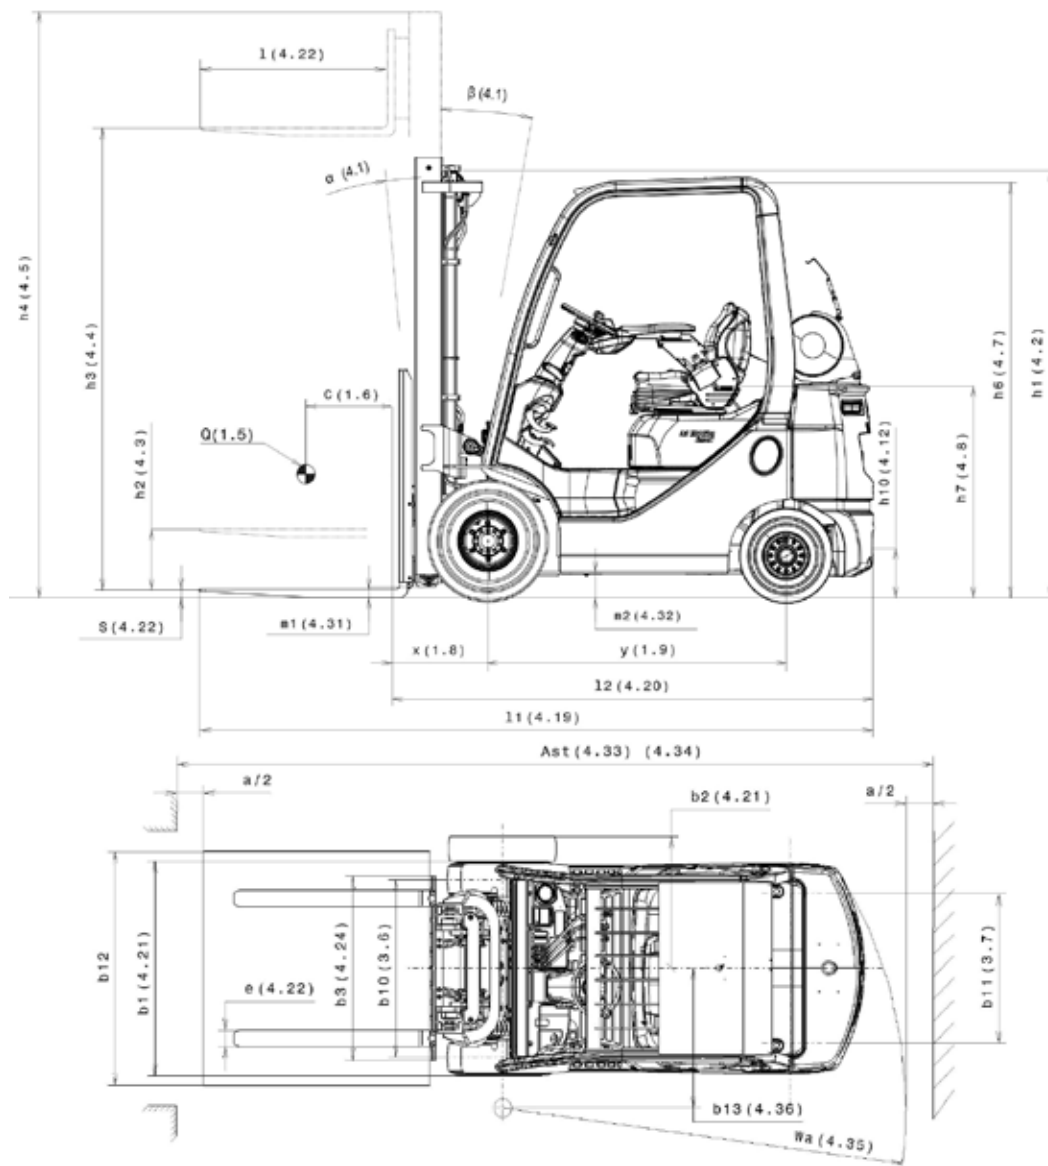 l(4.22)
β(4.1)
α (4.1)
h4(4.5)
h3(4.4)
h6(4.7)
h1(4.2)
C(1.6)
Q(1.5)
h2(4.3)
h10(4.12)
h7(4.8)
S(4.22)
m1(4.31)
m2(4.32)
x(1.8)
y(1.9)
l2(4.20)
l1(4.19)
Ast(4.33) (4.34)
a/2
a/2
b2(4.21)
b12
b1(4.21)
e(4.22)
b3(4.24)
b10(3.6)
b11(3.7)
b13(4.36)
Wa(4.35)